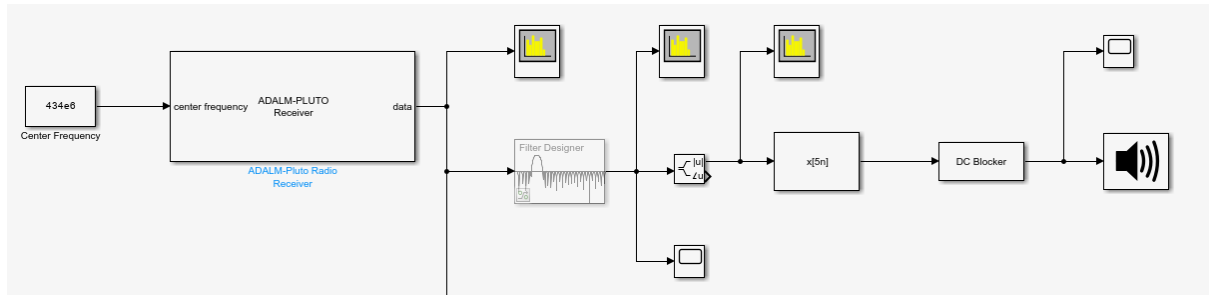 434e6
Center Frequency
center frequency
ADALM-PLUTO
Receiver
data
ADALM-Pluto Radio
Receiver
Filter Designer
|u|
∠u
x[5n]
DC Blocker